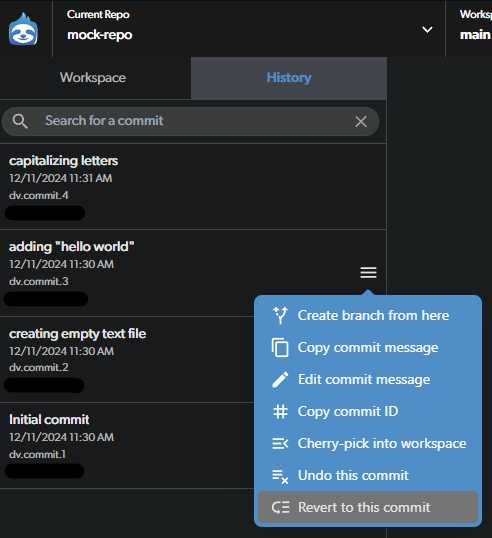 Current Repo
mock-repo
main
Workspace
History
Search for a commit
capitalizing letters
12/11/2024 11:31 AM
dv.commit.4
adding "hello world"
12/11/2024 11:30 AM
dv.commit.3
creating empty text file
12/11/2024 11:30 AM
dv.commit.2
Initial commit
12/11/2024 11:30 AM
dv.commit.1
Create branch from here
Copy commit message
Edit commit message
Copy commit ID
Cherry-pick into workspace
Undo this commit
Revert to this commit